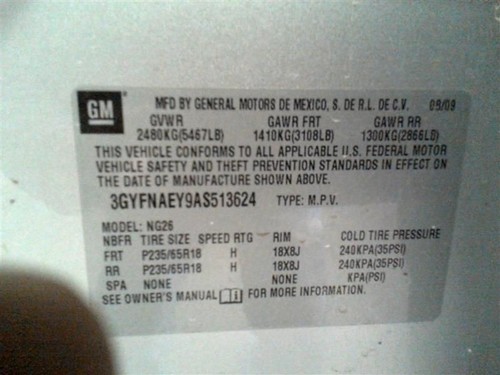 GM
MFD BY GENERAL MOTORS DE MEXICO, S. DE R.L. DE C.V. 09/09
GVWR GAWR FRT GAWR RR
2480KG(5467LB) 1410KG(3108LB) 1300KG(2866LB)
THIS VEHICLE CONFORMS TO ALL APPLICABLE U.S. FEDERAL MOTOR
VEHICLE SAFETY AND THEFT PREVENTION STANDARDS IN EFFECT ON
THE DATE OF MANUFACTURE SHOWN ABOVE.
3GYFNAEY9AS513624 TYPE: M.P.V.
MODEL: NG26
NBFR TIRE SIZE SPEED RTG RIM COLD TIRE PRESSURE
FRT P235/65R18 H 18X8J 240KPA(35PSI)
RR P235/65R18 H 18X8J 240KPA(35PSI)
SPA NONE NONE KPA(PSI)
SEE OWNER'S MANUAL FOR MORE INFORMATION.